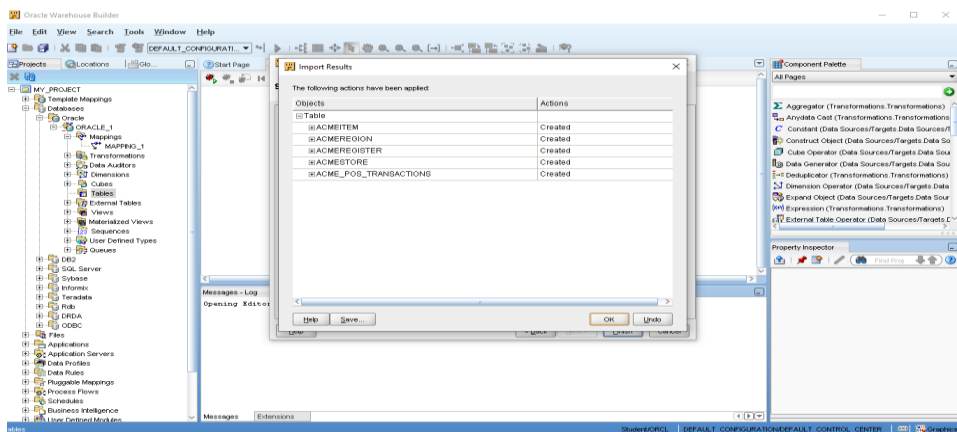 Oracle Warehouse Builder
File Edit View Search Tools Window Help
DEFAULT_CONFIGURATI...
Projects Locations Glo...
MY_PROJECT
Template Mappings
Databases
Oracle
ORACLE_1
Mappings
MAPPING_1
Transformations
Data Auditors
Dimensions
Cubes
Tables
External Tables
Views
Materialized Views
Sequences
User Defined Types
Queues
DB2
SQL Server
Sybase
Informix
Teradata
Rdb
DRDA
ODBC
Files
Applications
Application Servers
Data Profiles
Data Rules
Pluggable Mappings
Process Flows
Schedules
Business Intelligence
User Defined Modules
Start Page
Import Results
The following actions have been applied:
Objects Actions
Table
ACMEITEM Created
ACMEREGION Created
ACMEREGISTER Created
ACMESTORE Created
ACME_POS_TRANSACTIONS Created
Help Save... OK Undo
Help < Back Finish Cancel
Messages - Log
Opening Editor
Messages Extensions
Component Palette
All Pages
Aggregator (Transformations.Transformations)
Anydata Cast (Transformations.Transformations
Constant (Data Sources/Targets.Data Sources/T
Construct Object (Data Sources/Targets.Data So
Cube Operator (Data Sources/Targets.Data Sour
Data Generator (Data Sources/Targets.Data Sou
Deduplicator (Transformations.Transformations)
Dimension Operator (Data Sources/Targets.Data
Expand Object (Data Sources/Targets.Data Sour
Expression (Transformations.Transformations)
External Table Operator (Data Sources/Targets.D
Property Inspector
Find Prop
ables Student/ORCL DEFAULT_CONFIGURATION/DEFAULT_CONTROL_CENTER Graphica